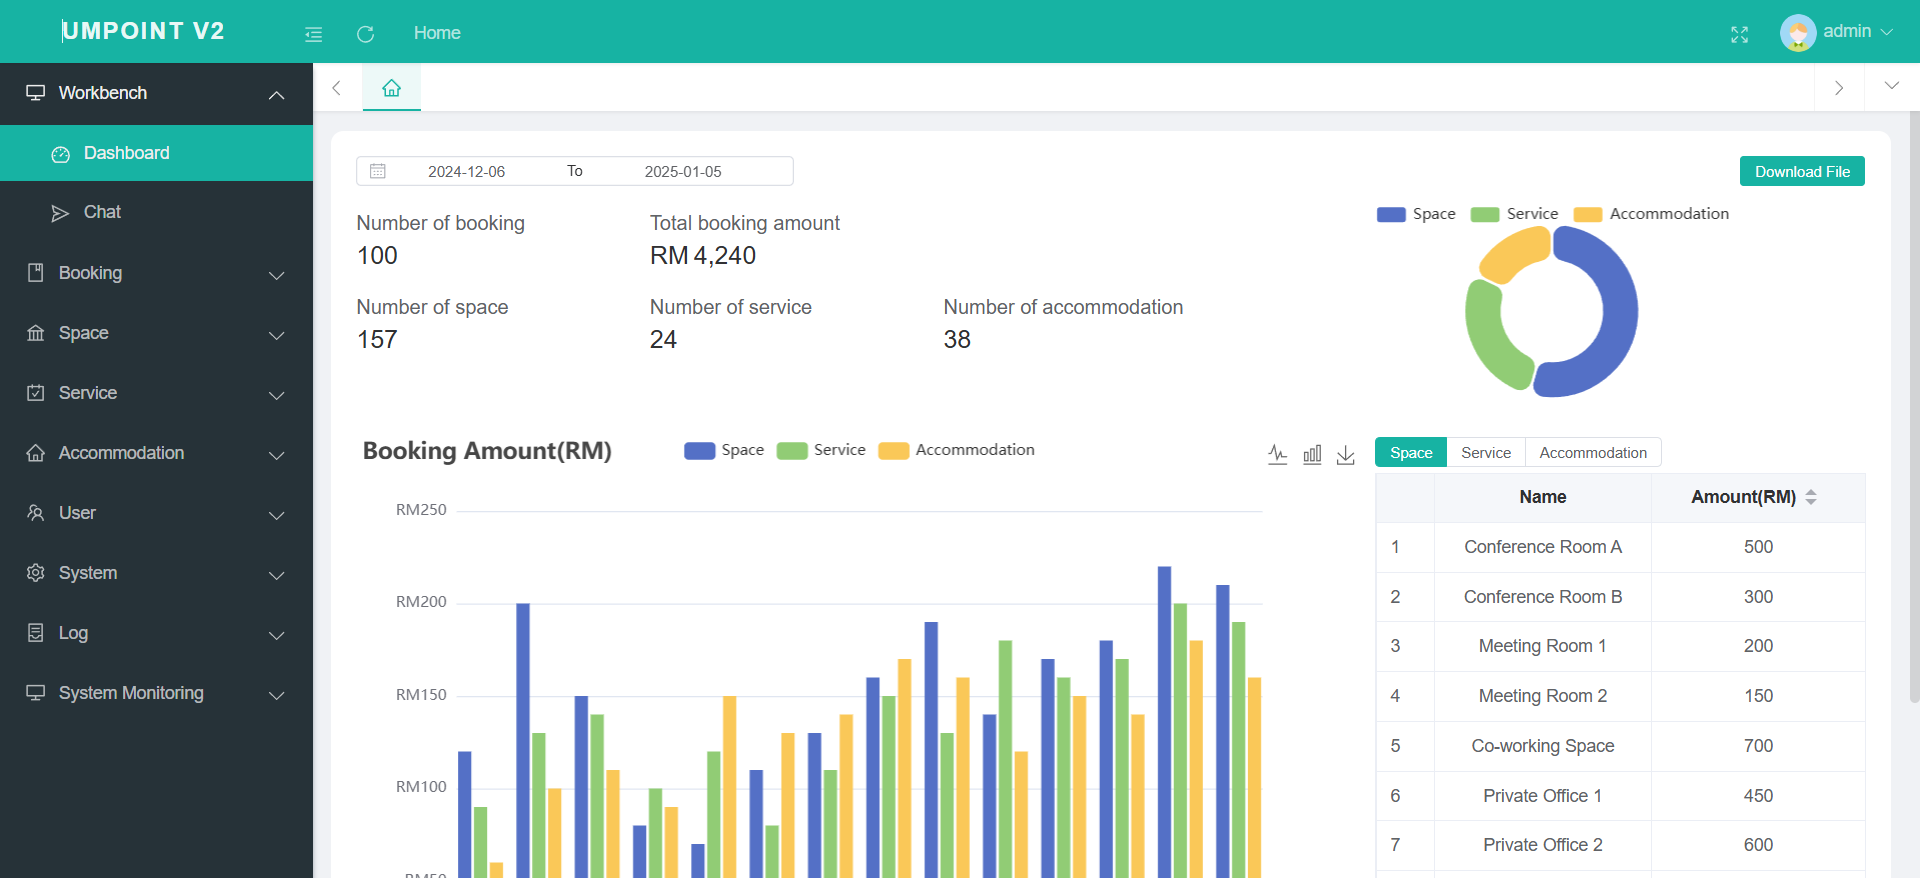 UMPOINT V2
Home
admin
Workbench
Dashboard
Chat
Booking
Space
Service
Accommodation
User
System
Log
System Monitoring
2024-12-06 To 2025-01-05
Download File
Number of booking
100
Total booking amount
RM 4,240
Number of space
157
Number of service
24
Number of accommodation
38
Space Service Accommodation
Booking Amount(RM)
Space Service Accommodation
RM250
RM200
RM150
RM100
RM50
Space Service Accommodation
Name Amount(RM)
1 Conference Room A 500
2 Conference Room B 300
3 Meeting Room 1 200
4 Meeting Room 2 150
5 Co-working Space 700
6 Private Office 1 450
7 Private Office 2 600